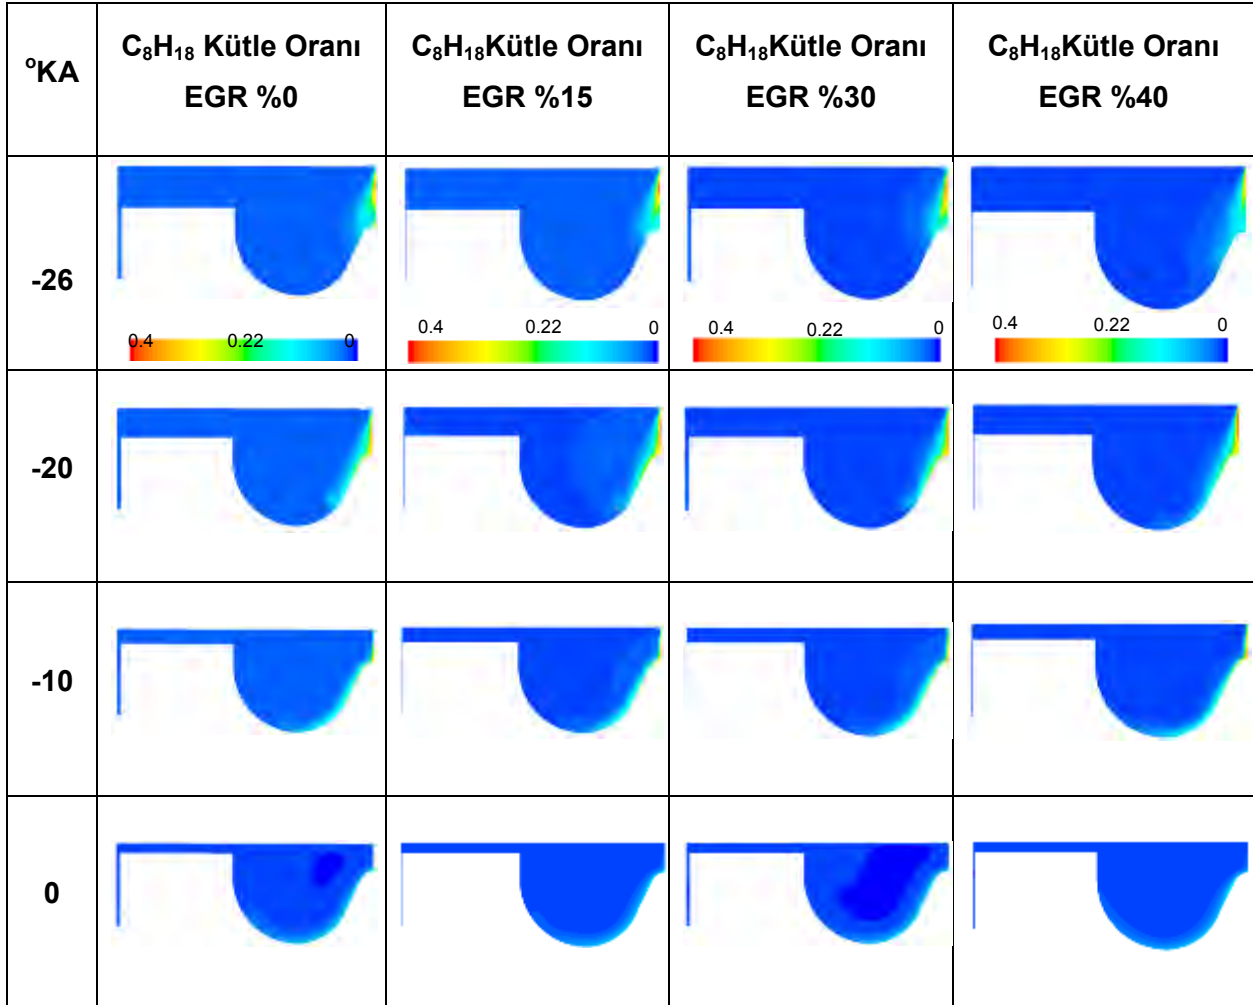 °KA
C₈H₁₈ Kütle Oranı
EGR %0
C₈H₁₈Kütle Oranı
EGR %15
C₈H₁₈Kütle Oranı
EGR %30
C₈H₁₈Kütle Oranı
EGR %40
-26
0.4 0.22 0
0.4 0.22 0
0.4 0.22 0
0.4 0.22 0
-20
-10
0